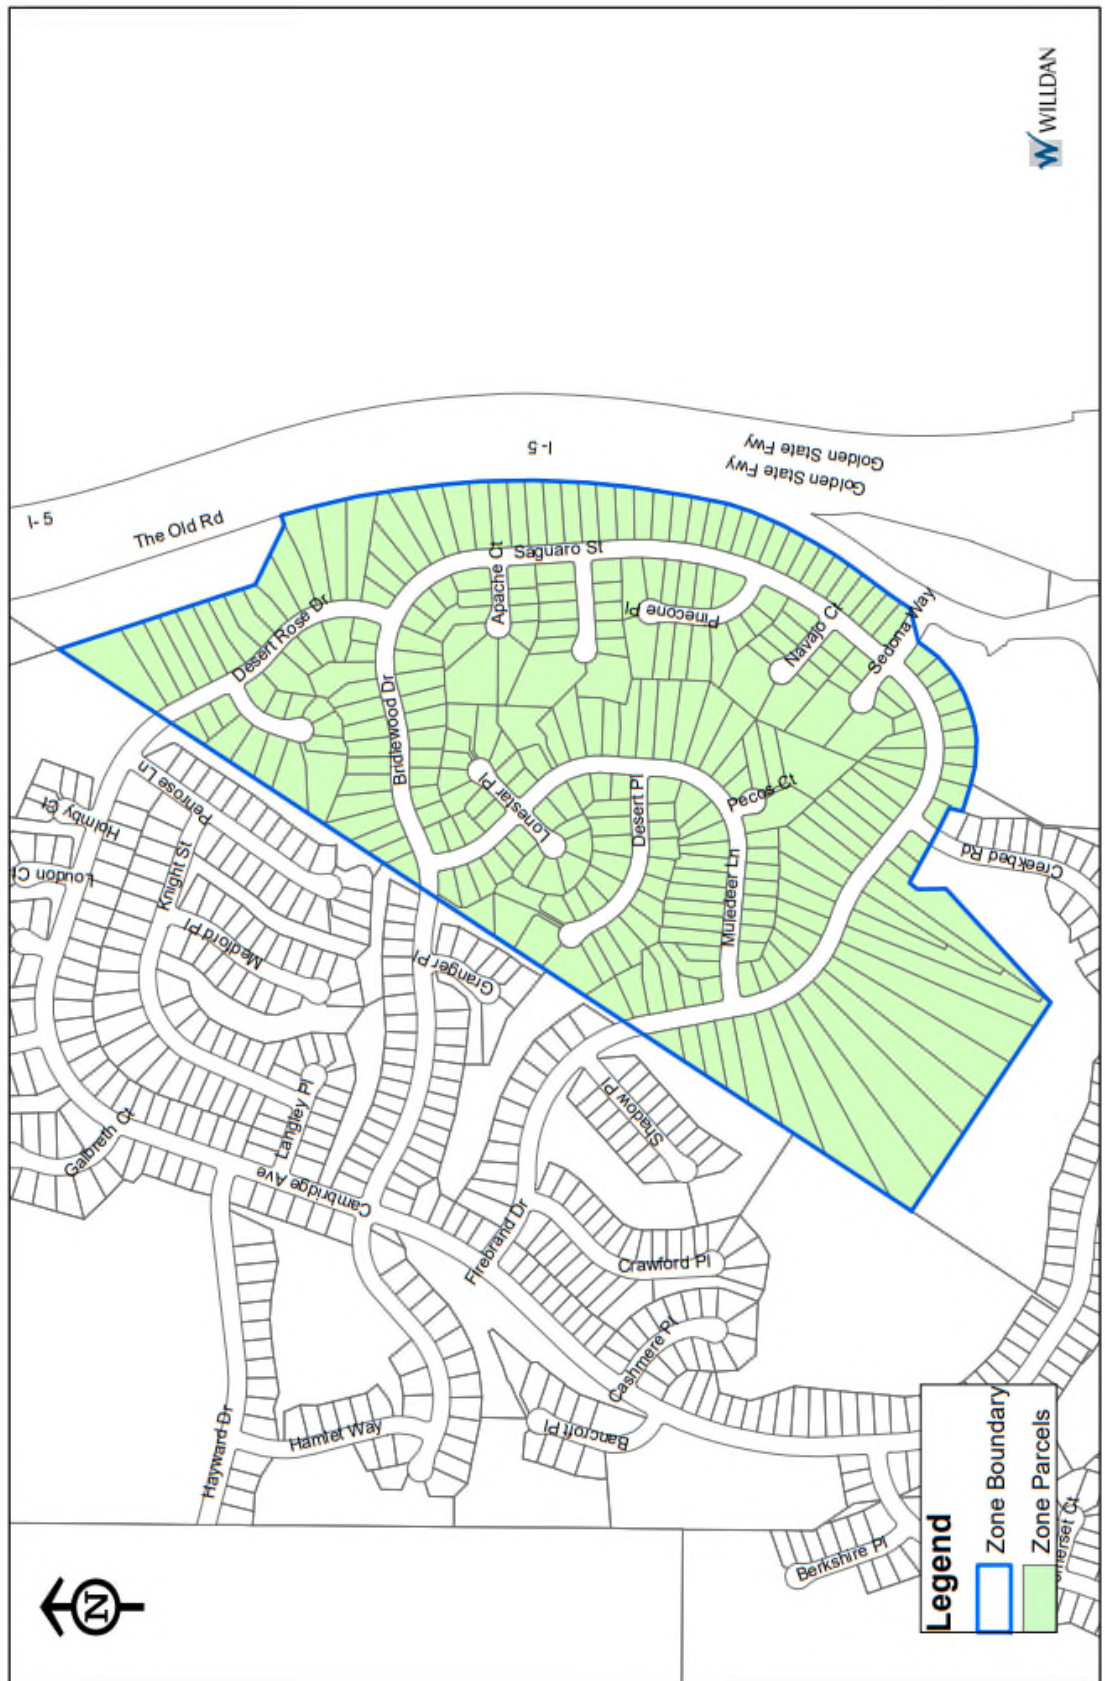 WILLDAN
I- 5
The Old Rd
I- 5
Golden State Fwy
Golden State Fwy
Saguaro St
Apache Ct
Pinecone Pl
Navajo Ct
Sedona Way
Desert Rose Dr
Bridlewood Dr
Lonestar Pl
Desert Pl
Pecos Ct
Muledeer Ln
Creekbed Rd
Penrose Ln
Holmby Ct
Loudon Ct
Knight St
Medford Pl
Granger Pl
Langley Pl
Galbreth Ct
Cambridge Ave
Shadow Pl
Firebrand Dr
Crawford Pl
Cashmere Pl
Bancroft Pl
Hamlet Way
Hayward Dr
Berkshire Pl
omerset Ct
N
Legend
Zone Boundary
Zone Parcels